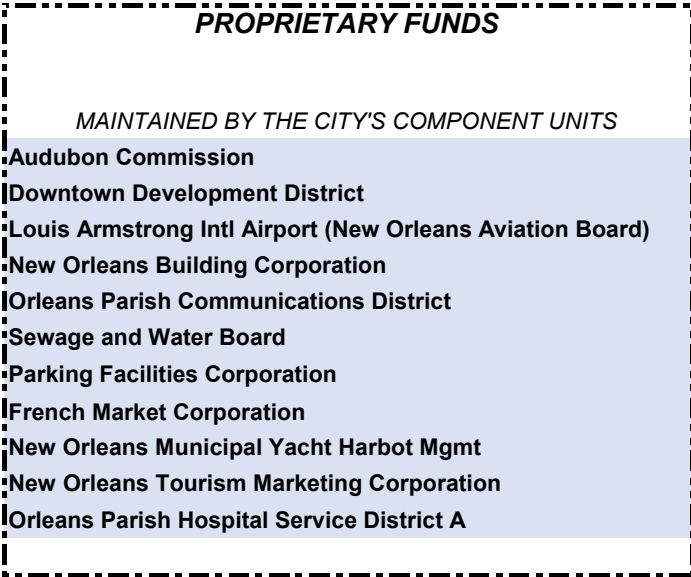 PROPRIETARY FUNDS
MAINTAINED BY THE CITY'S COMPONENT UNITS
Audubon Commission
Downtown Development District
Louis Armstrong Intl Airport (New Orleans Aviation Board)
New Orleans Building Corporation
Orleans Parish Communications District
Sewage and Water Board
Parking Facilities Corporation
French Market Corporation
New Orleans Municipal Yacht Harbot Mgmt
New Orleans Tourism Marketing Corporation
Orleans Parish Hospital Service District A